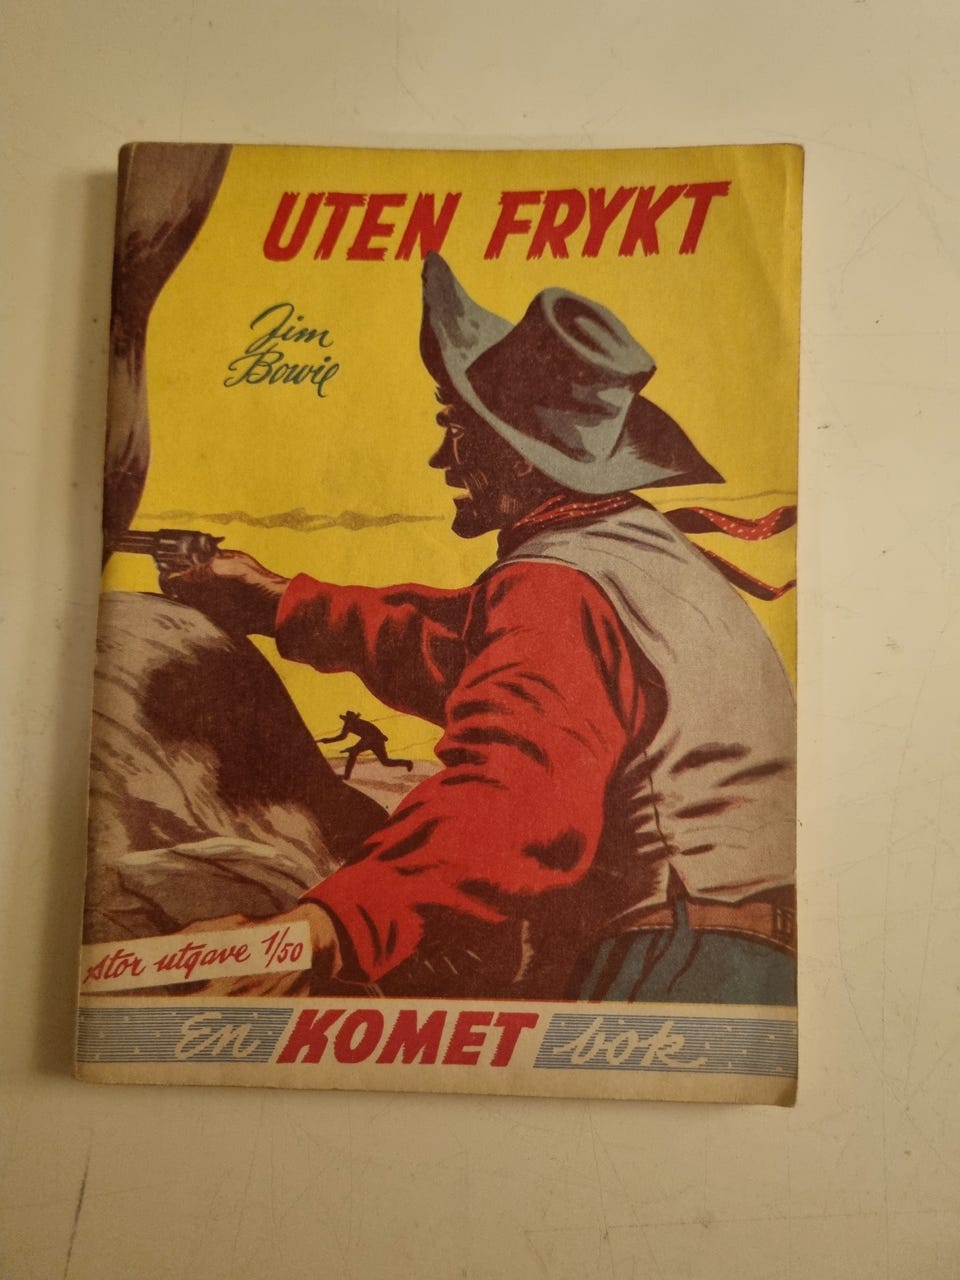 UTEN FRYKT
Jim
Bowie
Stor utgave 1/50
En KOMET bok